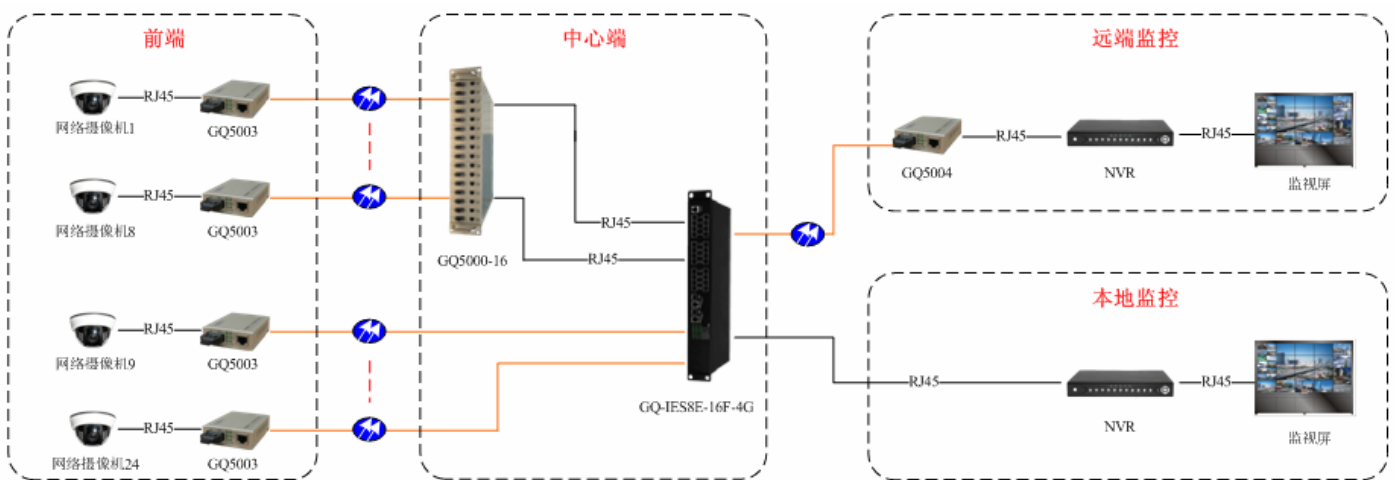 前端
中心端
远端监控
RJ45
网络摄像机1
GQ5003
RJ45
网络摄像机8
GQ5003
GQ5000-16
RJ45
RJ45
GQ5004
RJ45
NVR
RJ45
监视屏
本地监控
RJ45
网络摄像机9
GQ5003
RJ45
网络摄像机24
GQ5003
GQ-IES8E-16F-4G
RJ45
NVR
RJ45
监视屏